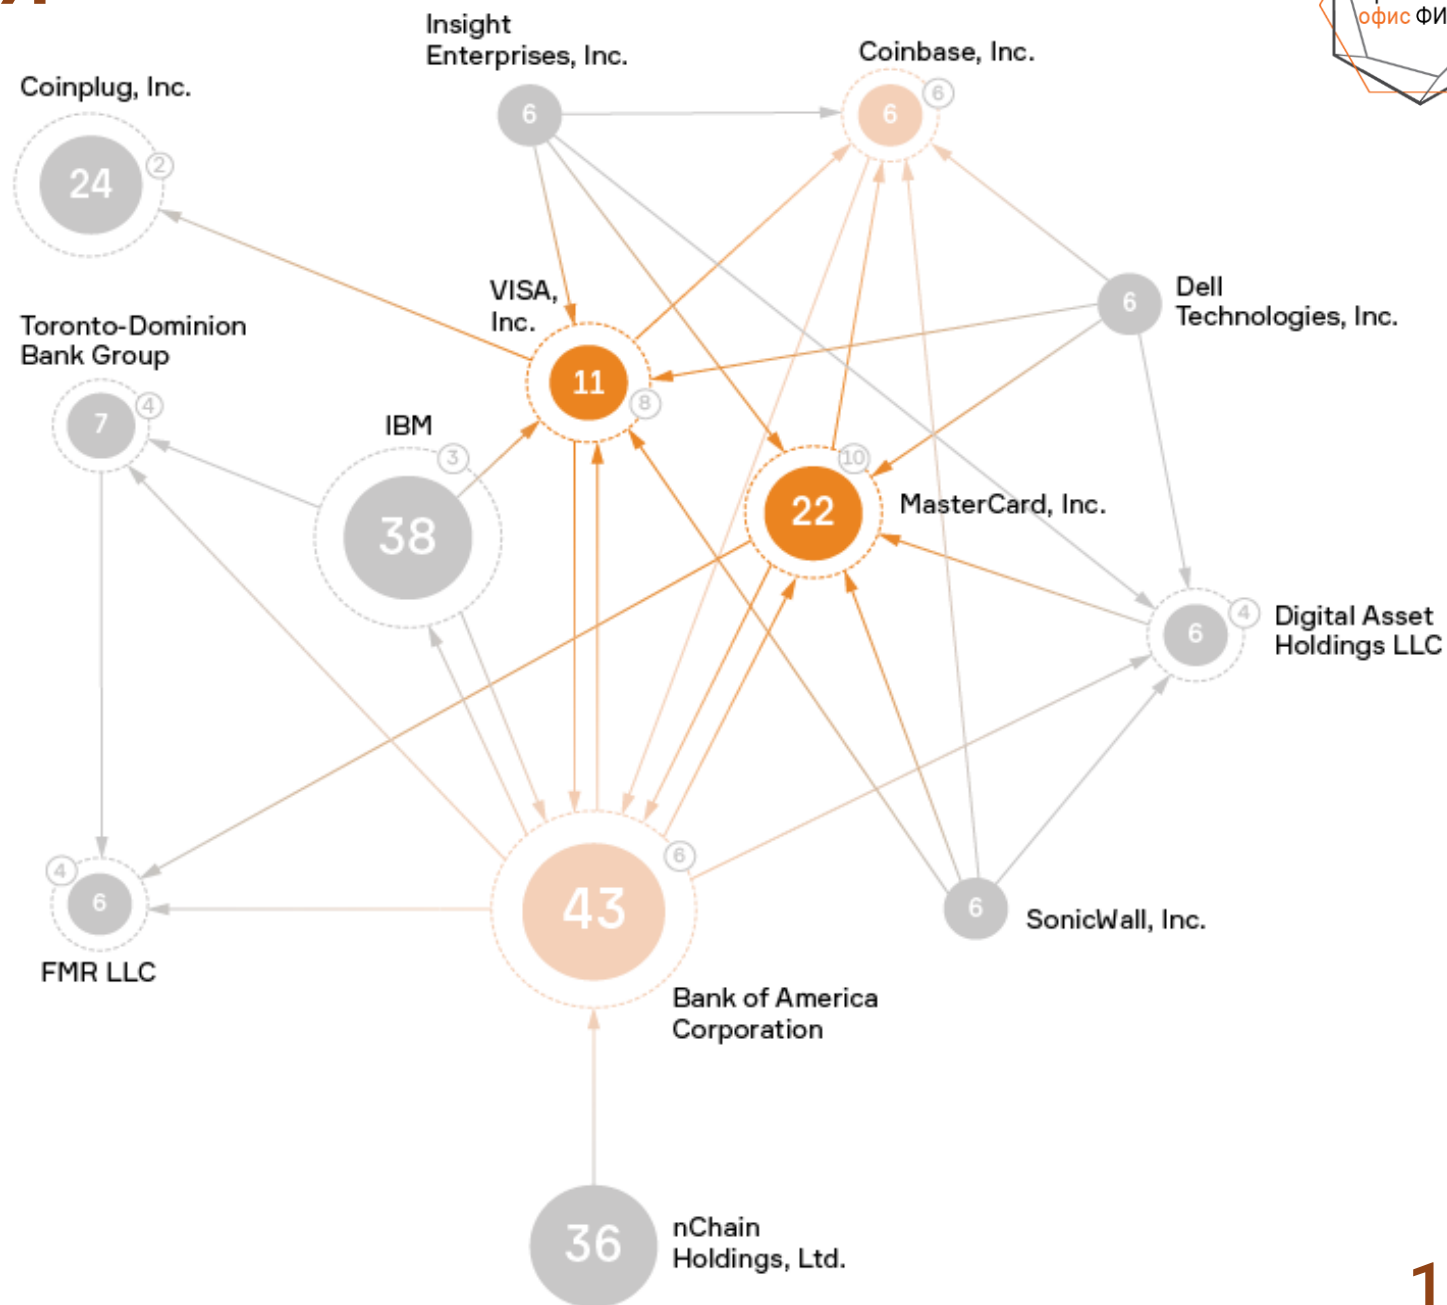 офис ФИ
Insight
Enterprises, Inc.
Coinbase, Inc.
Coinplug, Inc.
6
6
6
24
2
VISA,
Inc.
Dell
Technologies, Inc.
6
Toronto-Dominion
Bank Group
11
8
7
4
IBM
3
38
10
22
MasterCard, Inc.
6
4
Digital Asset
Holdings LLC
4
6
FMR LLC
43
6
6
SonicWall, Inc.
Bank of America
Corporation
36
nChain
Holdings, Ltd.
1